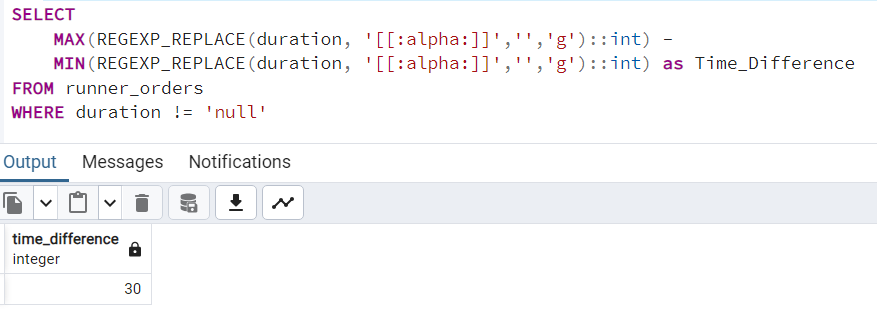 SELECT
MAX(REGEXP_REPLACE(duration, '[[:alpha:]]','','g')::int) -
MIN(REGEXP_REPLACE(duration, '[[:alpha:]]','','g')::int) as Time_Difference
FROM runner_orders
WHERE duration != 'null'
Output Messages Notifications
time_difference
integer
30